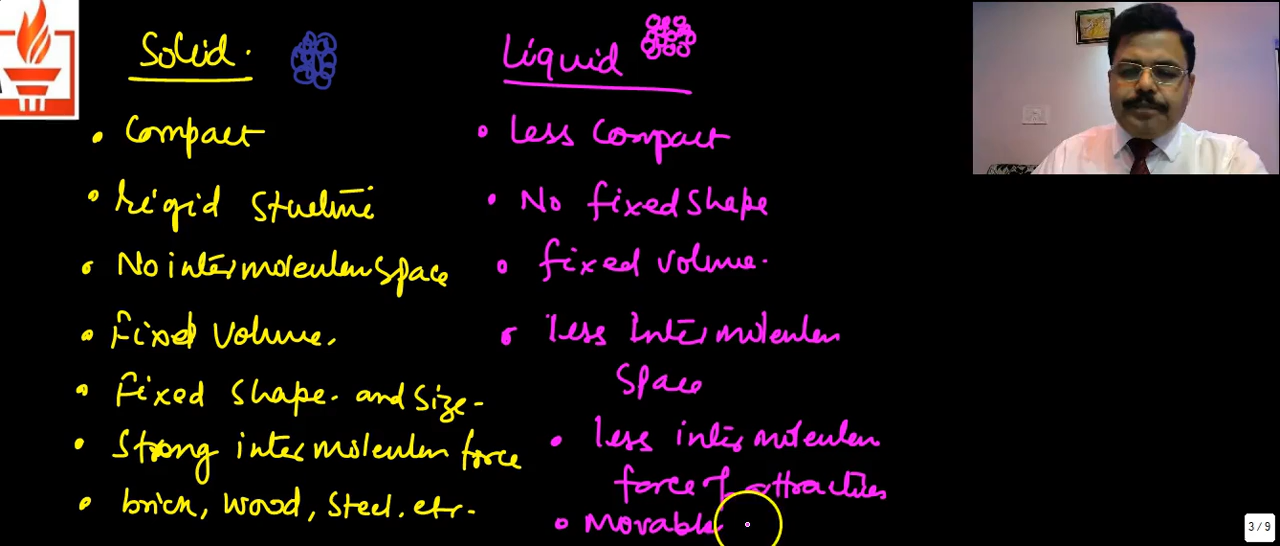 Solid.
• Compact
• Rigid Structure
• No intermolecular space
• Fixed Volume.
• Fixed Shape. and Size-
• Strong intermolecular force
• brick, wood, Steel. etc-
Liquid
• Less Compact
• No fixed Shape
• fixed volume.
• less Intermolecular
Space
• less intermolecular
force of attraction
• Movable
3/9